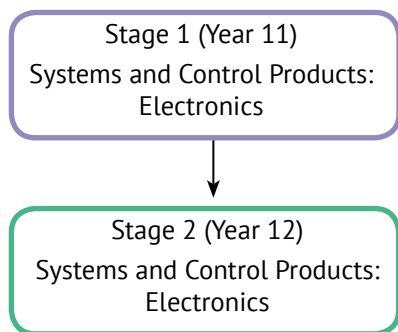 Stage 1 (Year 11)
Systems and Control Products:
Electronics
Stage 2 (Year 12)
Systems and Control Products:
Electronics